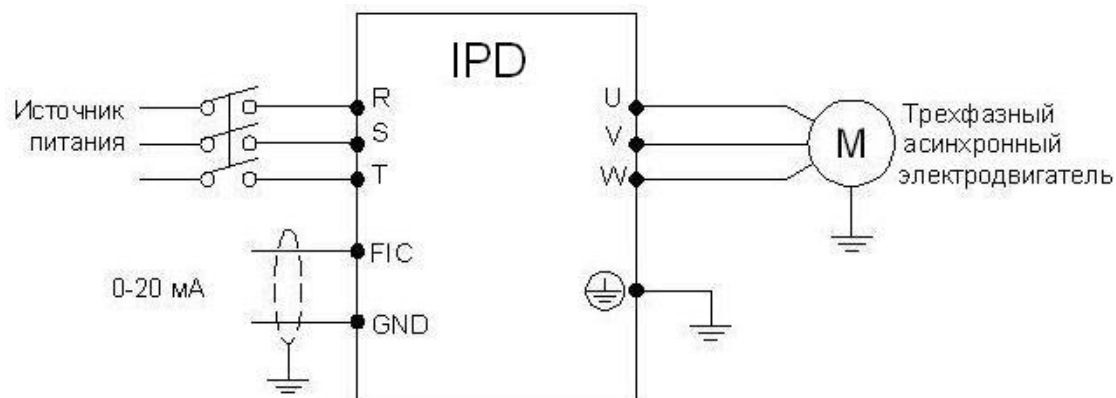 IPD
Источник
питания
R
S
T
U
V
W
M
Трехфазный
асинхронный
электродвигатель
0-20 мА
FIC
GND